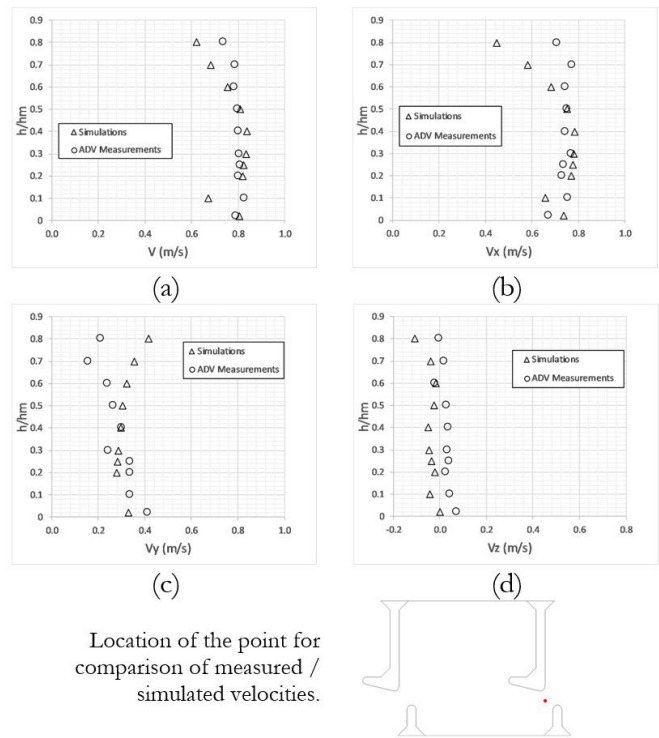 0.9
0.8
0.7
0.6
0.5
0.4
0.3
0.2
0.1
0
h/hm
Simulations
ADV Measurements
0.0 0.2 0.4 0.6 0.8 1.0
V (m/s)
(a)
0.9
0.8
0.7
0.6
0.5
0.4
0.3
0.2
0.1
0
h/hm
Simulations
ADV Measurements
0.0 0.2 0.4 0.6 0.8 1.0
Vx (m/s)
(b)
0.9
0.8
0.7
0.6
0.5
0.4
0.3
0.2
0.1
0
h/hm
Simulations
ADV Measurements
0.0 0.2 0.4 0.6 0.8 1.0
Vy (m/s)
(c)
0.9
0.8
0.7
0.6
0.5
0.4
0.3
0.2
0.1
0
h/hm
Simulations
ADV Measurements
-0.2 0.0 0.2 0.4 0.6 0.8
Vz (m/s)
(d)
Location of the point for
comparison of measured /
simulated velocities.